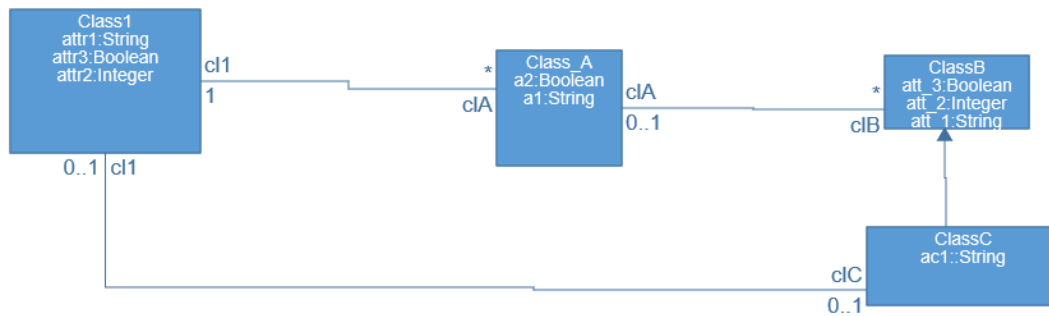 Class1
attr1:String
attr3:Boolean
attr2:Integer
cl1
1
*
clA
Class_A
a2:Boolean
a1:String
clA
0..1
*
clB
ClassB
att_3:Boolean
att_2:Integer
att_1:String
0..1
cl1
ClassC
ac1::String
clC
0..1